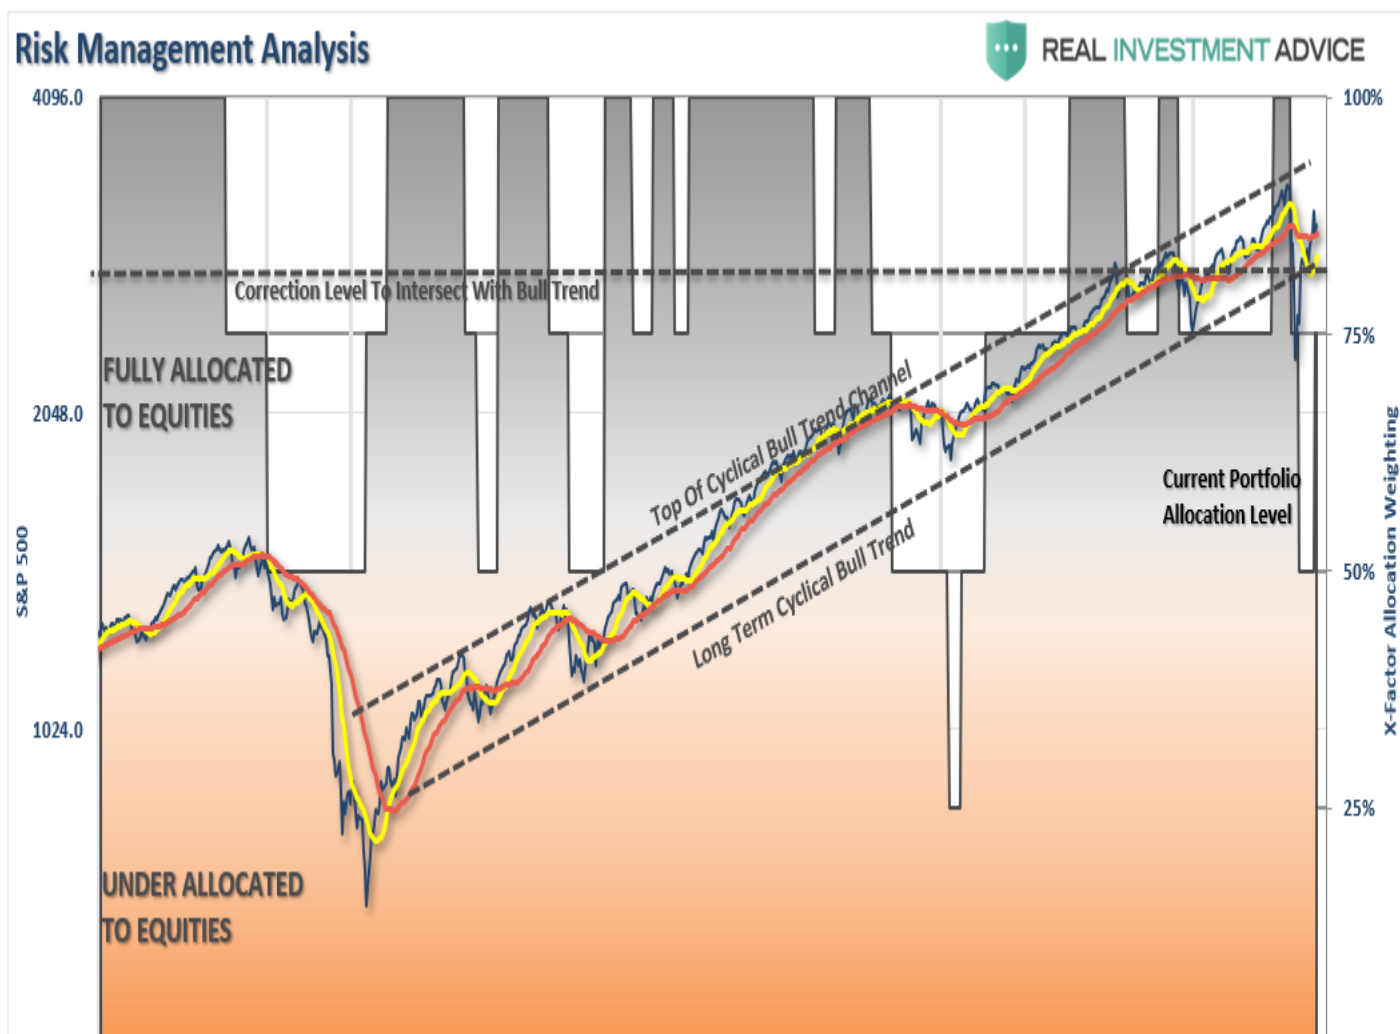 Risk Management Analysis
REAL INVESTMENT ADVICE
4096.0
100%
Correction Level To Intersect With Bull Trend
75%
FULLY ALLOCATED
TO EQUITIES
2048.0
Top Of Cyclical Bull Trend Channel
Current Portfolio
Allocation Level
S&P 500
50%
Long Term Cyclical Bull Trend
X-Factor Allocation Weighting
1024.0
25%
UNDER ALLOCATED
TO EQUITIES